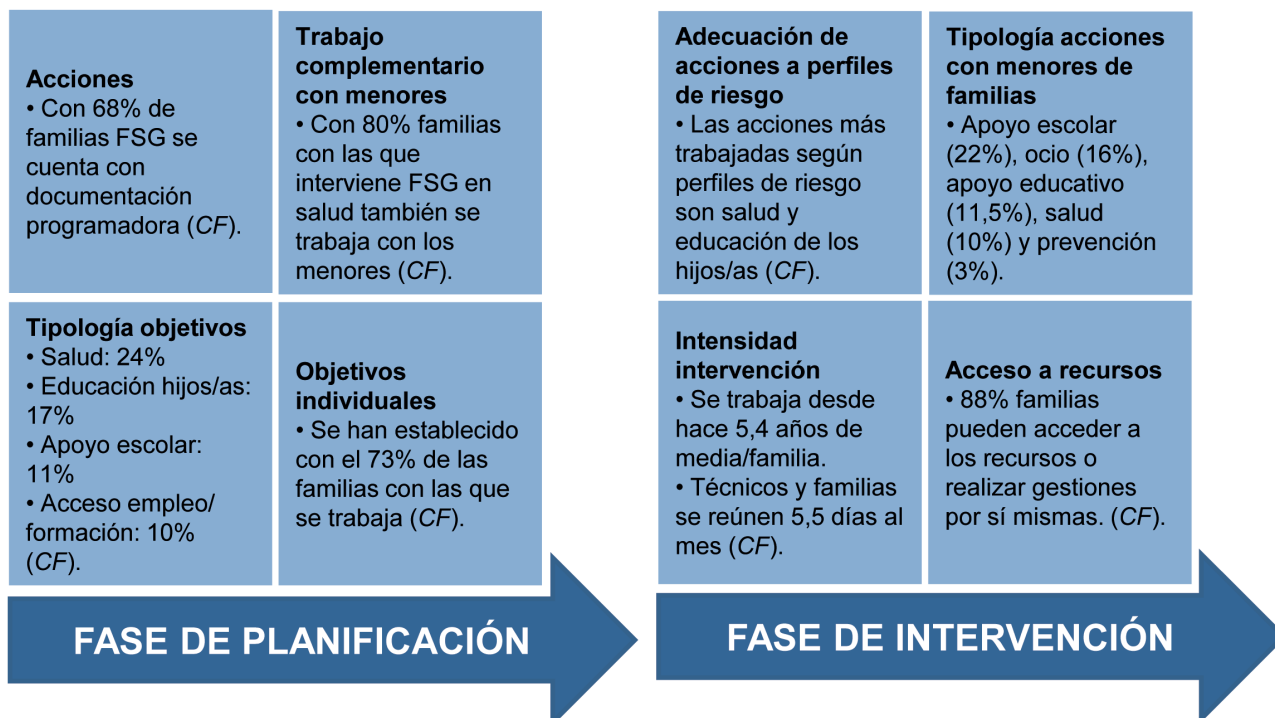 Acciones
• Con 68% de
familias FSG se
cuenta con
documentación
programadora (CF).
Trabajo
complementario
con menores
• Con 80% familias
con las que
interviene FSG en
salud también se
trabaja con los
menores (CF).
Tipología objetivos
• Salud: 24%
• Educación hijos/as:
17%
• Apoyo escolar:
11%
• Acceso empleo/
formación: 10%
(CF).
Objetivos
individuales
• Se han establecido
con el 73% de las
familias con las que
se trabaja (CF).
FASE DE PLANIFICACIÓN
Adecuación de
acciones a perfiles
de riesgo
• Las acciones más
trabajadas según
perfiles de riesgo
son salud y
educación de los
hijos/as (CF).
Tipología acciones
con menores de
familias
• Apoyo escolar
(22%), ocio (16%),
apoyo educativo
(11,5%), salud
(10%) y prevención
(3%).
Intensidad
intervención
• Se trabaja desde
hace 5,4 años de
media/familia.
• Técnicos y familias
se reúnen 5,5 días al
mes (CF).
Acceso a recursos
• 88% familias
pueden acceder a
los recursos o
realizar gestiones
por sí mismas. (CF).
FASE DE INTERVENCIÓN